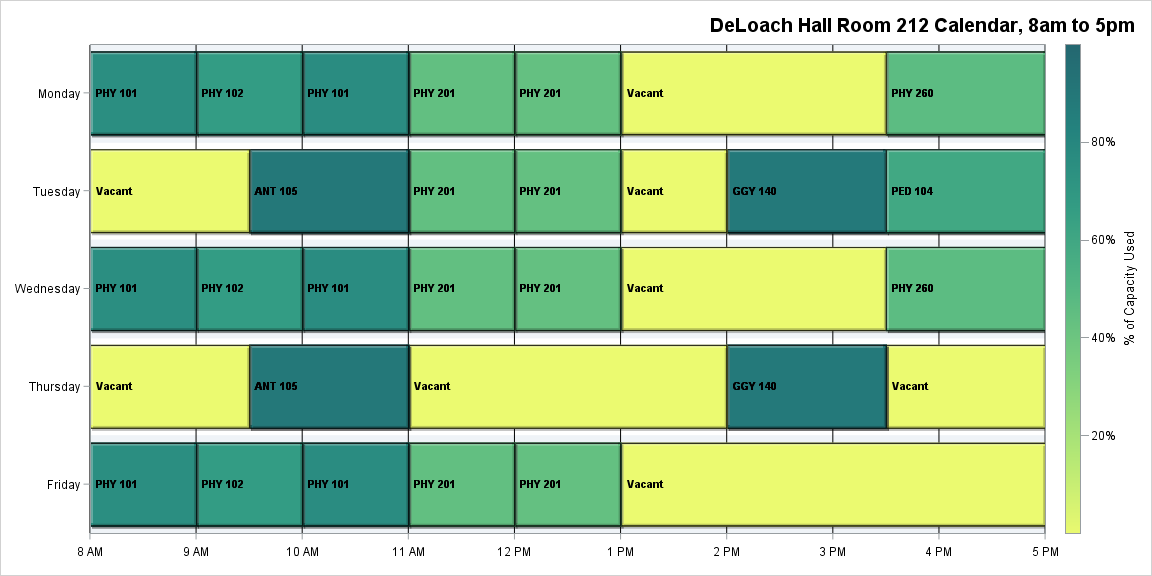 DeLoach Hall Room 212 Calendar, 8am to 5pm
Monday PHY 101 PHY 102 PHY 101 PHY 201 PHY 201 Vacant PHY 260
Tuesday Vacant ANT 105 PHY 201 PHY 201 Vacant GGY 140 PED 104
Wednesday PHY 101 PHY 102 PHY 101 PHY 201 PHY 201 Vacant PHY 260
Thursday Vacant ANT 105 Vacant GGY 140 Vacant
Friday PHY 101 PHY 102 PHY 101 PHY 201 PHY 201 Vacant
8 AM 9 AM 10 AM 11 AM 12 PM 1 PM 2 PM 3 PM 4 PM 5 PM
80%
60%
40%
20%
% of Capacity Used